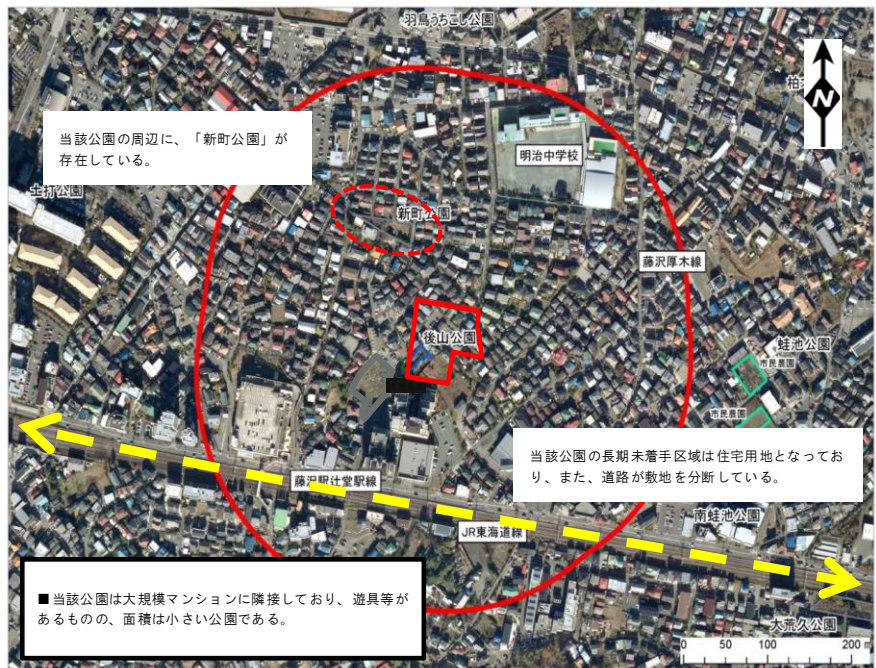 羽鳥うちこし公園
N
当該公園の周辺に、「新町公園」が
存在している。
明治中学校
土打公園
新町公園
藤沢厚木線
後山公園
蛙池公園
市民農園
市民農園
当該公園の長期未着手区域は住宅用地となってお
り、また、道路が敷地を分断している。
藤沢駅辻堂駅線
南蛙池公園
JR東海道線
■当該公園は大規模マンションに隣接しており、遊具等が
あるものの、面積は小さい公園である。
大荒久公園
0 50 100 200 m